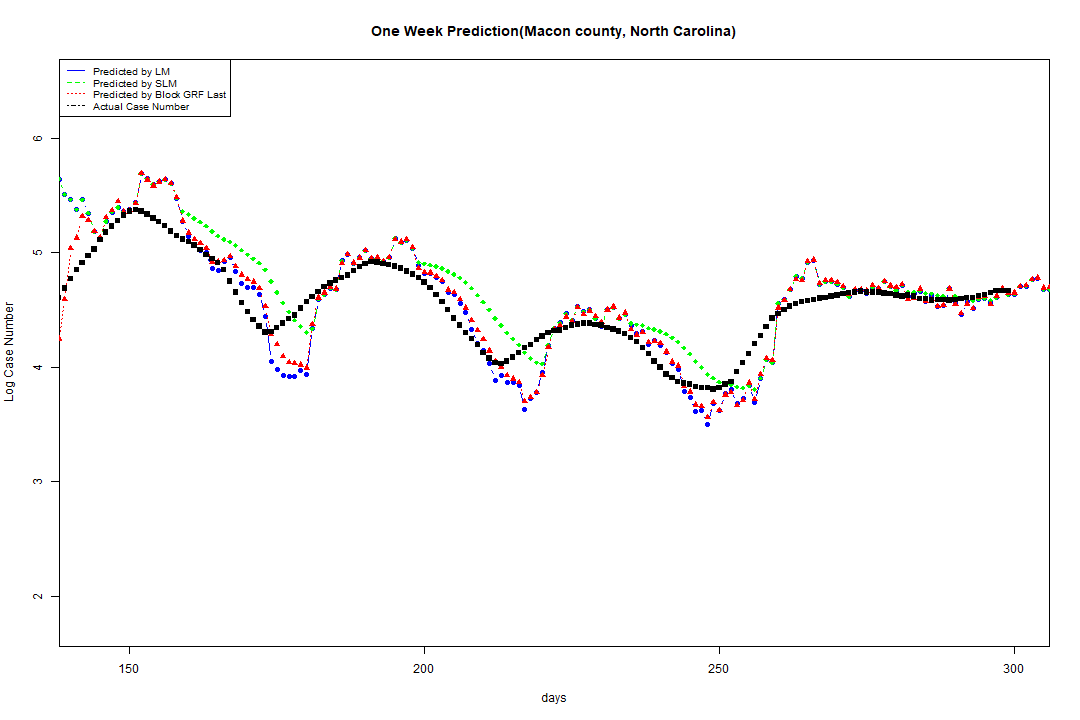 One Week Prediction(Macon county, North Carolina)
Predicted by LM
Predicted by SLM
Predicted by Block GRF Last
Actual Case Number
6
5
4
3
2
Log Case Number
150
200
250
300
days